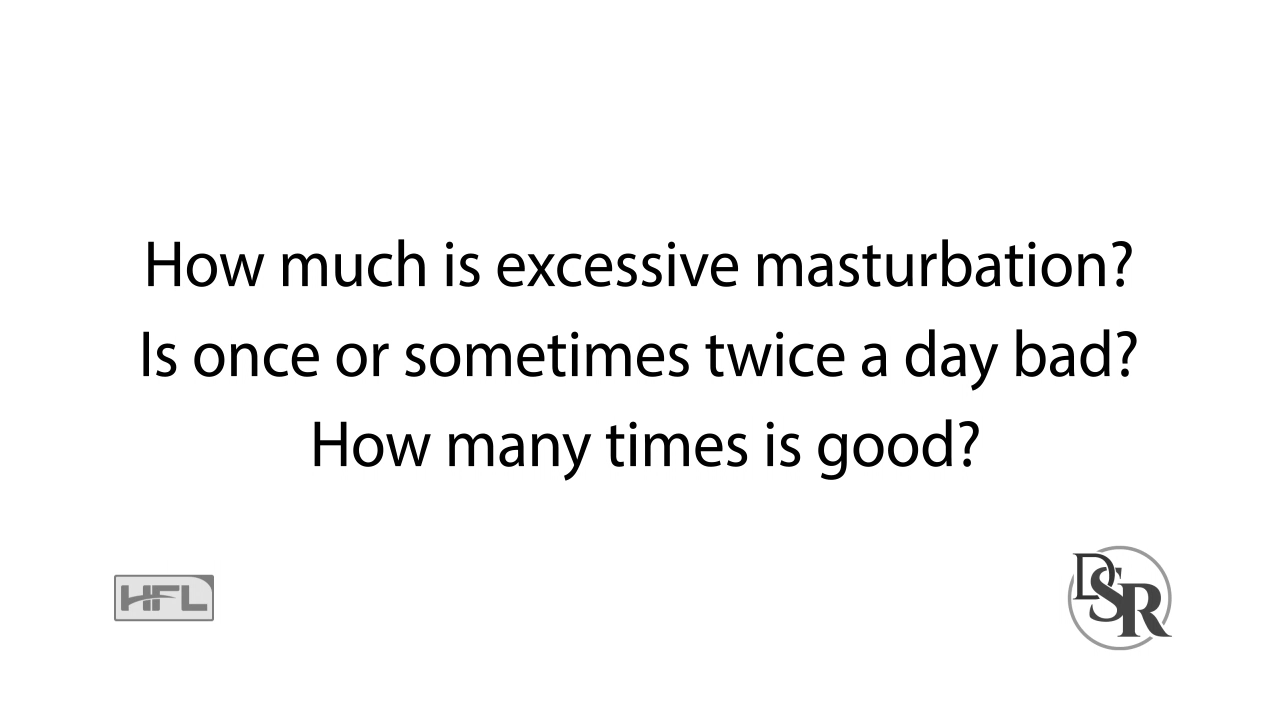 How much is excessive masturbation?
Is once or sometimes twice a day bad?
How many times is good?
HFL
DSR